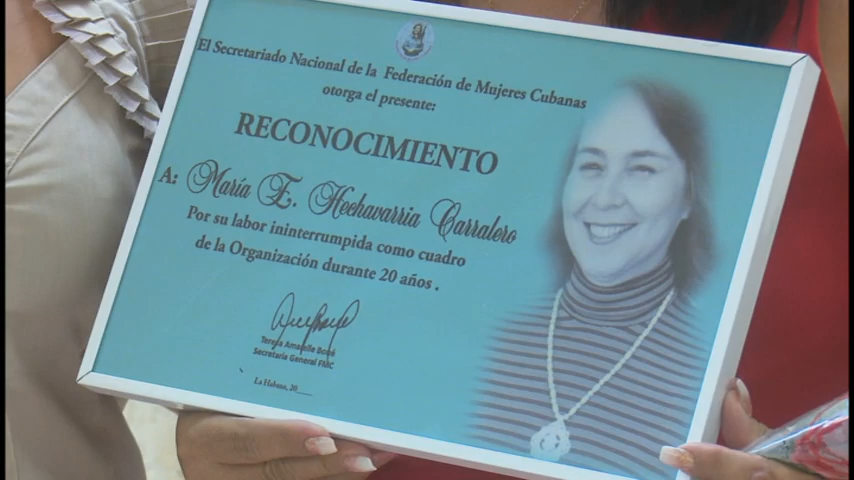 El Secretariado Nacional de la Federación de Mujeres Cubanas
otorga el presente:
RECONOCIMIENTO
A: María E. Hechavarria Carralero
Por su labor ininterrumpida como cuadro
de la Organización durante 20 años .
Teresa Amarelle Boué
Secretaria General FMC
La Habana, 20___